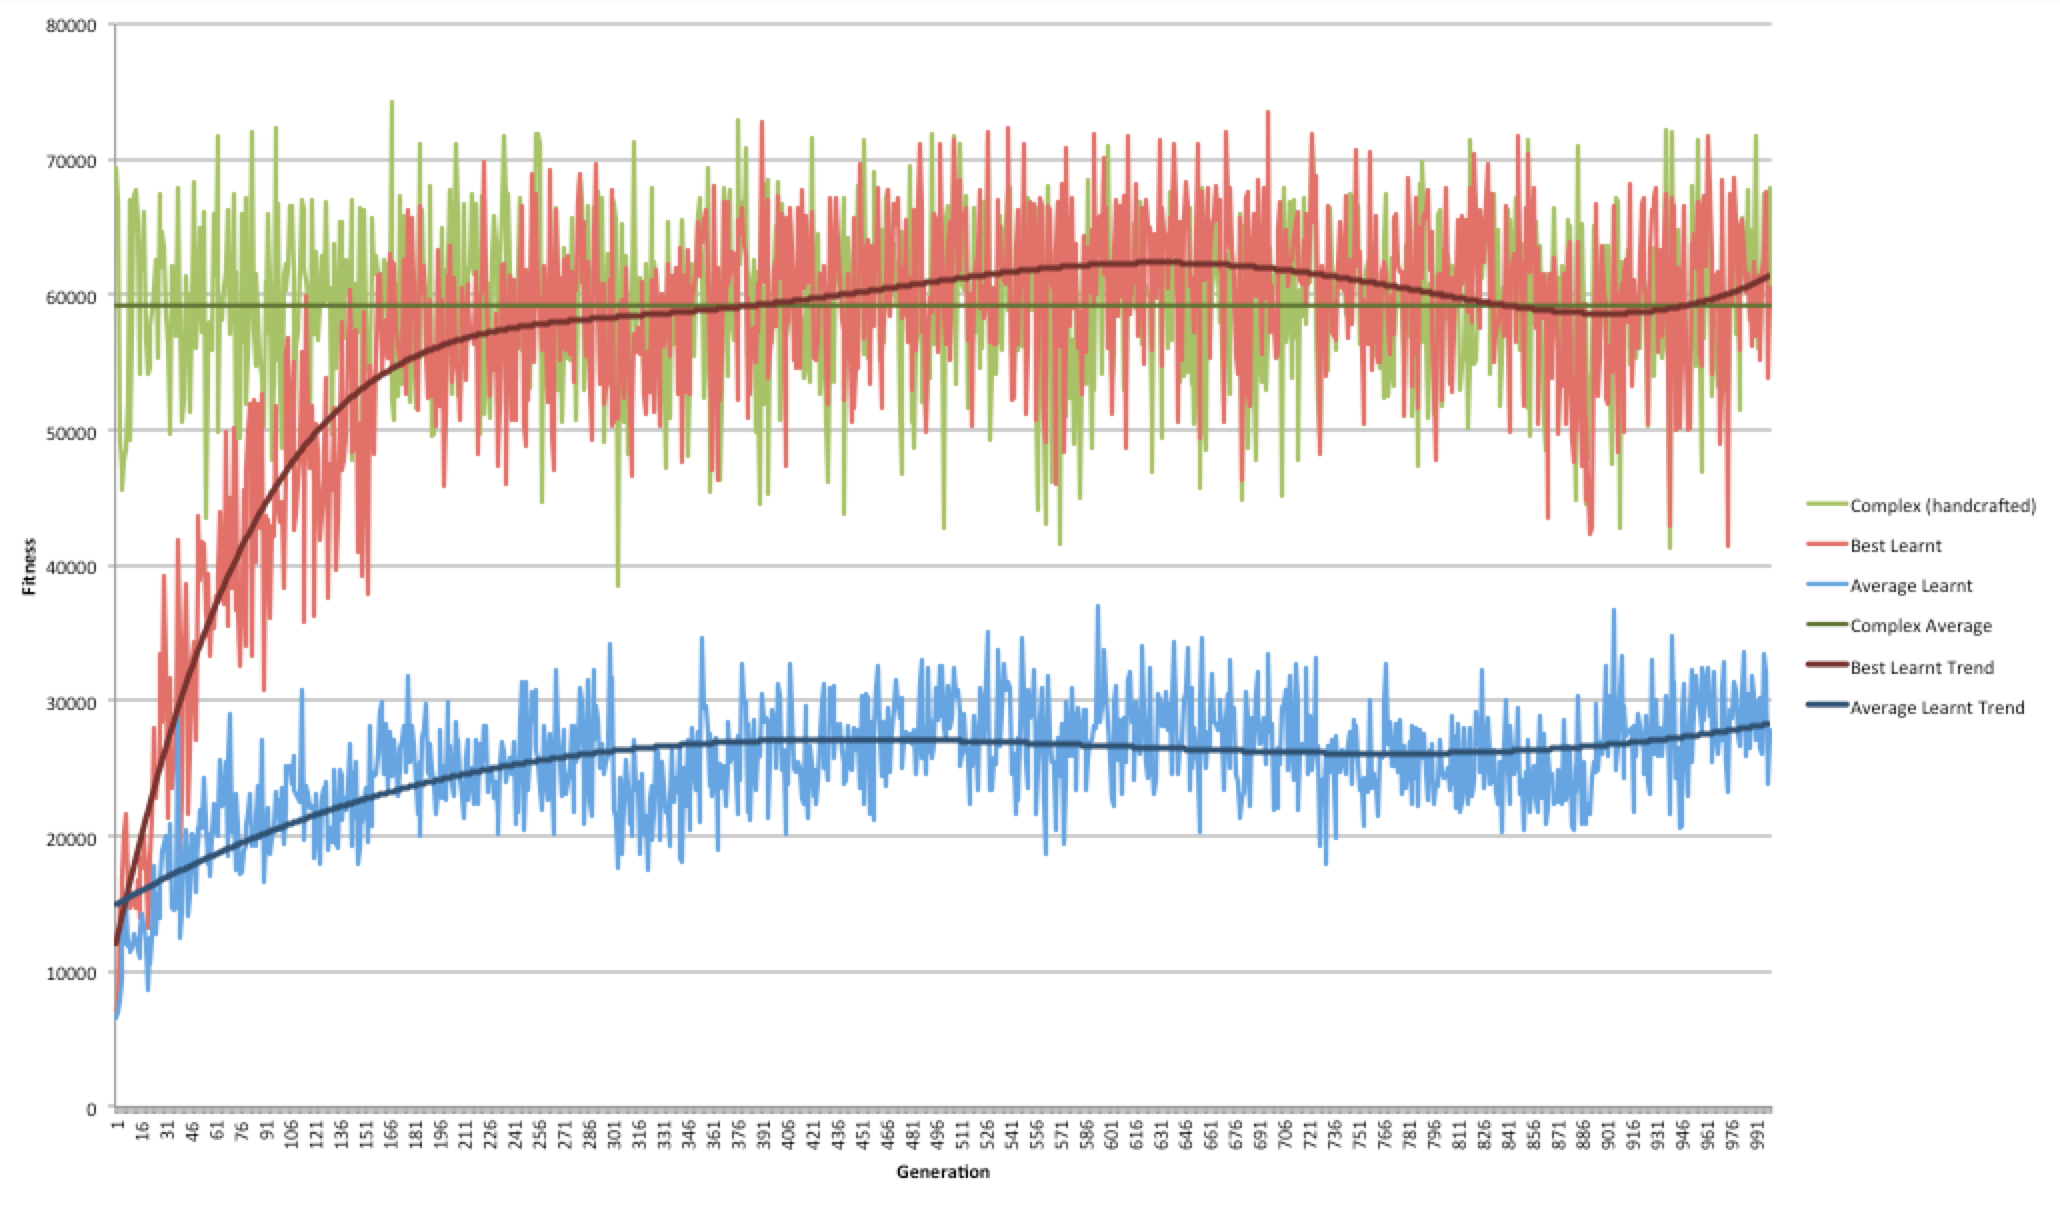 80000
70000
60000
50000
40000
30000
20000
10000
0
Fitness
1 16 31 46 61 76 91 106 121 136 151 166 181 196 211 226 241 256 271 286 301 316 331 346 361 376 391 406 421 436 451 466 481 496 511 526 541 556 571 586 601 616 631 646 661 676 691 706 721 736 751 766 781 796 811 826 841 856 871 886 901 916 931 946 961 976 991
Generation
Complex (handcrafted)
Best Learnt
Average Learnt
Complex Average
Best Learnt Trend
Average Learnt Trend